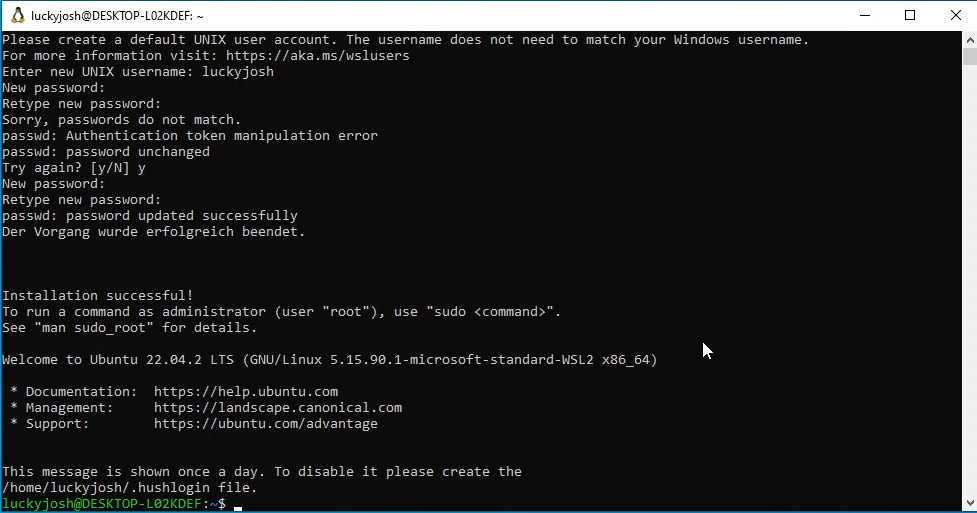 luckyjosh@DESKTOP-L02KDEF: ~
Please create a default UNIX user account. The username does not need to match your Windows username.
For more information visit: https://aka.ms/wslusers
Enter new UNIX username: luckyjosh
New password:
Retype new password:
Sorry, passwords do not match.
passwd: Authentication token manipulation error
passwd: password unchanged
Try again? [y/N] y
New password:
Retype new password:
passwd: password updated successfully
Der Vorgang wurde erfolgreich beendet.
Installation successful!
To run a command as administrator (user "root"), use "sudo <command>".
See "man sudo_root" for details.
Welcome to Ubuntu 22.04.2 LTS (GNU/Linux 5.15.90.1-microsoft-standard-WSL2 x86_64)
* Documentation:  https://help.ubuntu.com
* Management:     https://landscape.canonical.com
* Support:        https://ubuntu.com/advantage
This message is shown once a day. To disable it please create the
/home/luckyjosh/.hushlogin file.
luckyjosh@DESKTOP-L02KDEF:~$